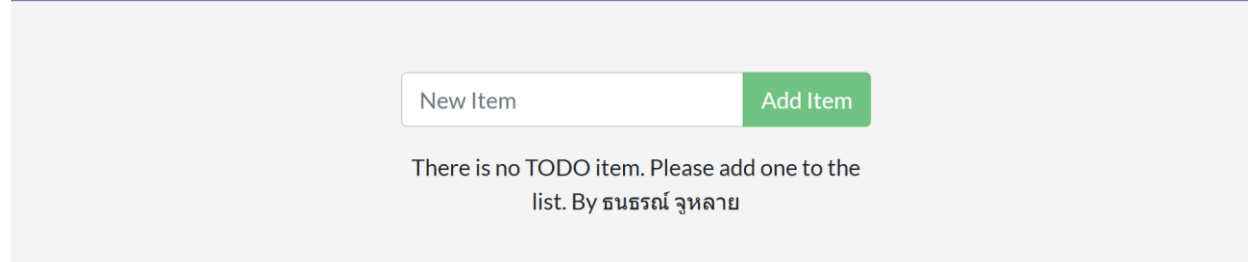 New Item
Add Item
There is no TODO item. Please add one to the
list. By ธนธรณ์ จูหลาย